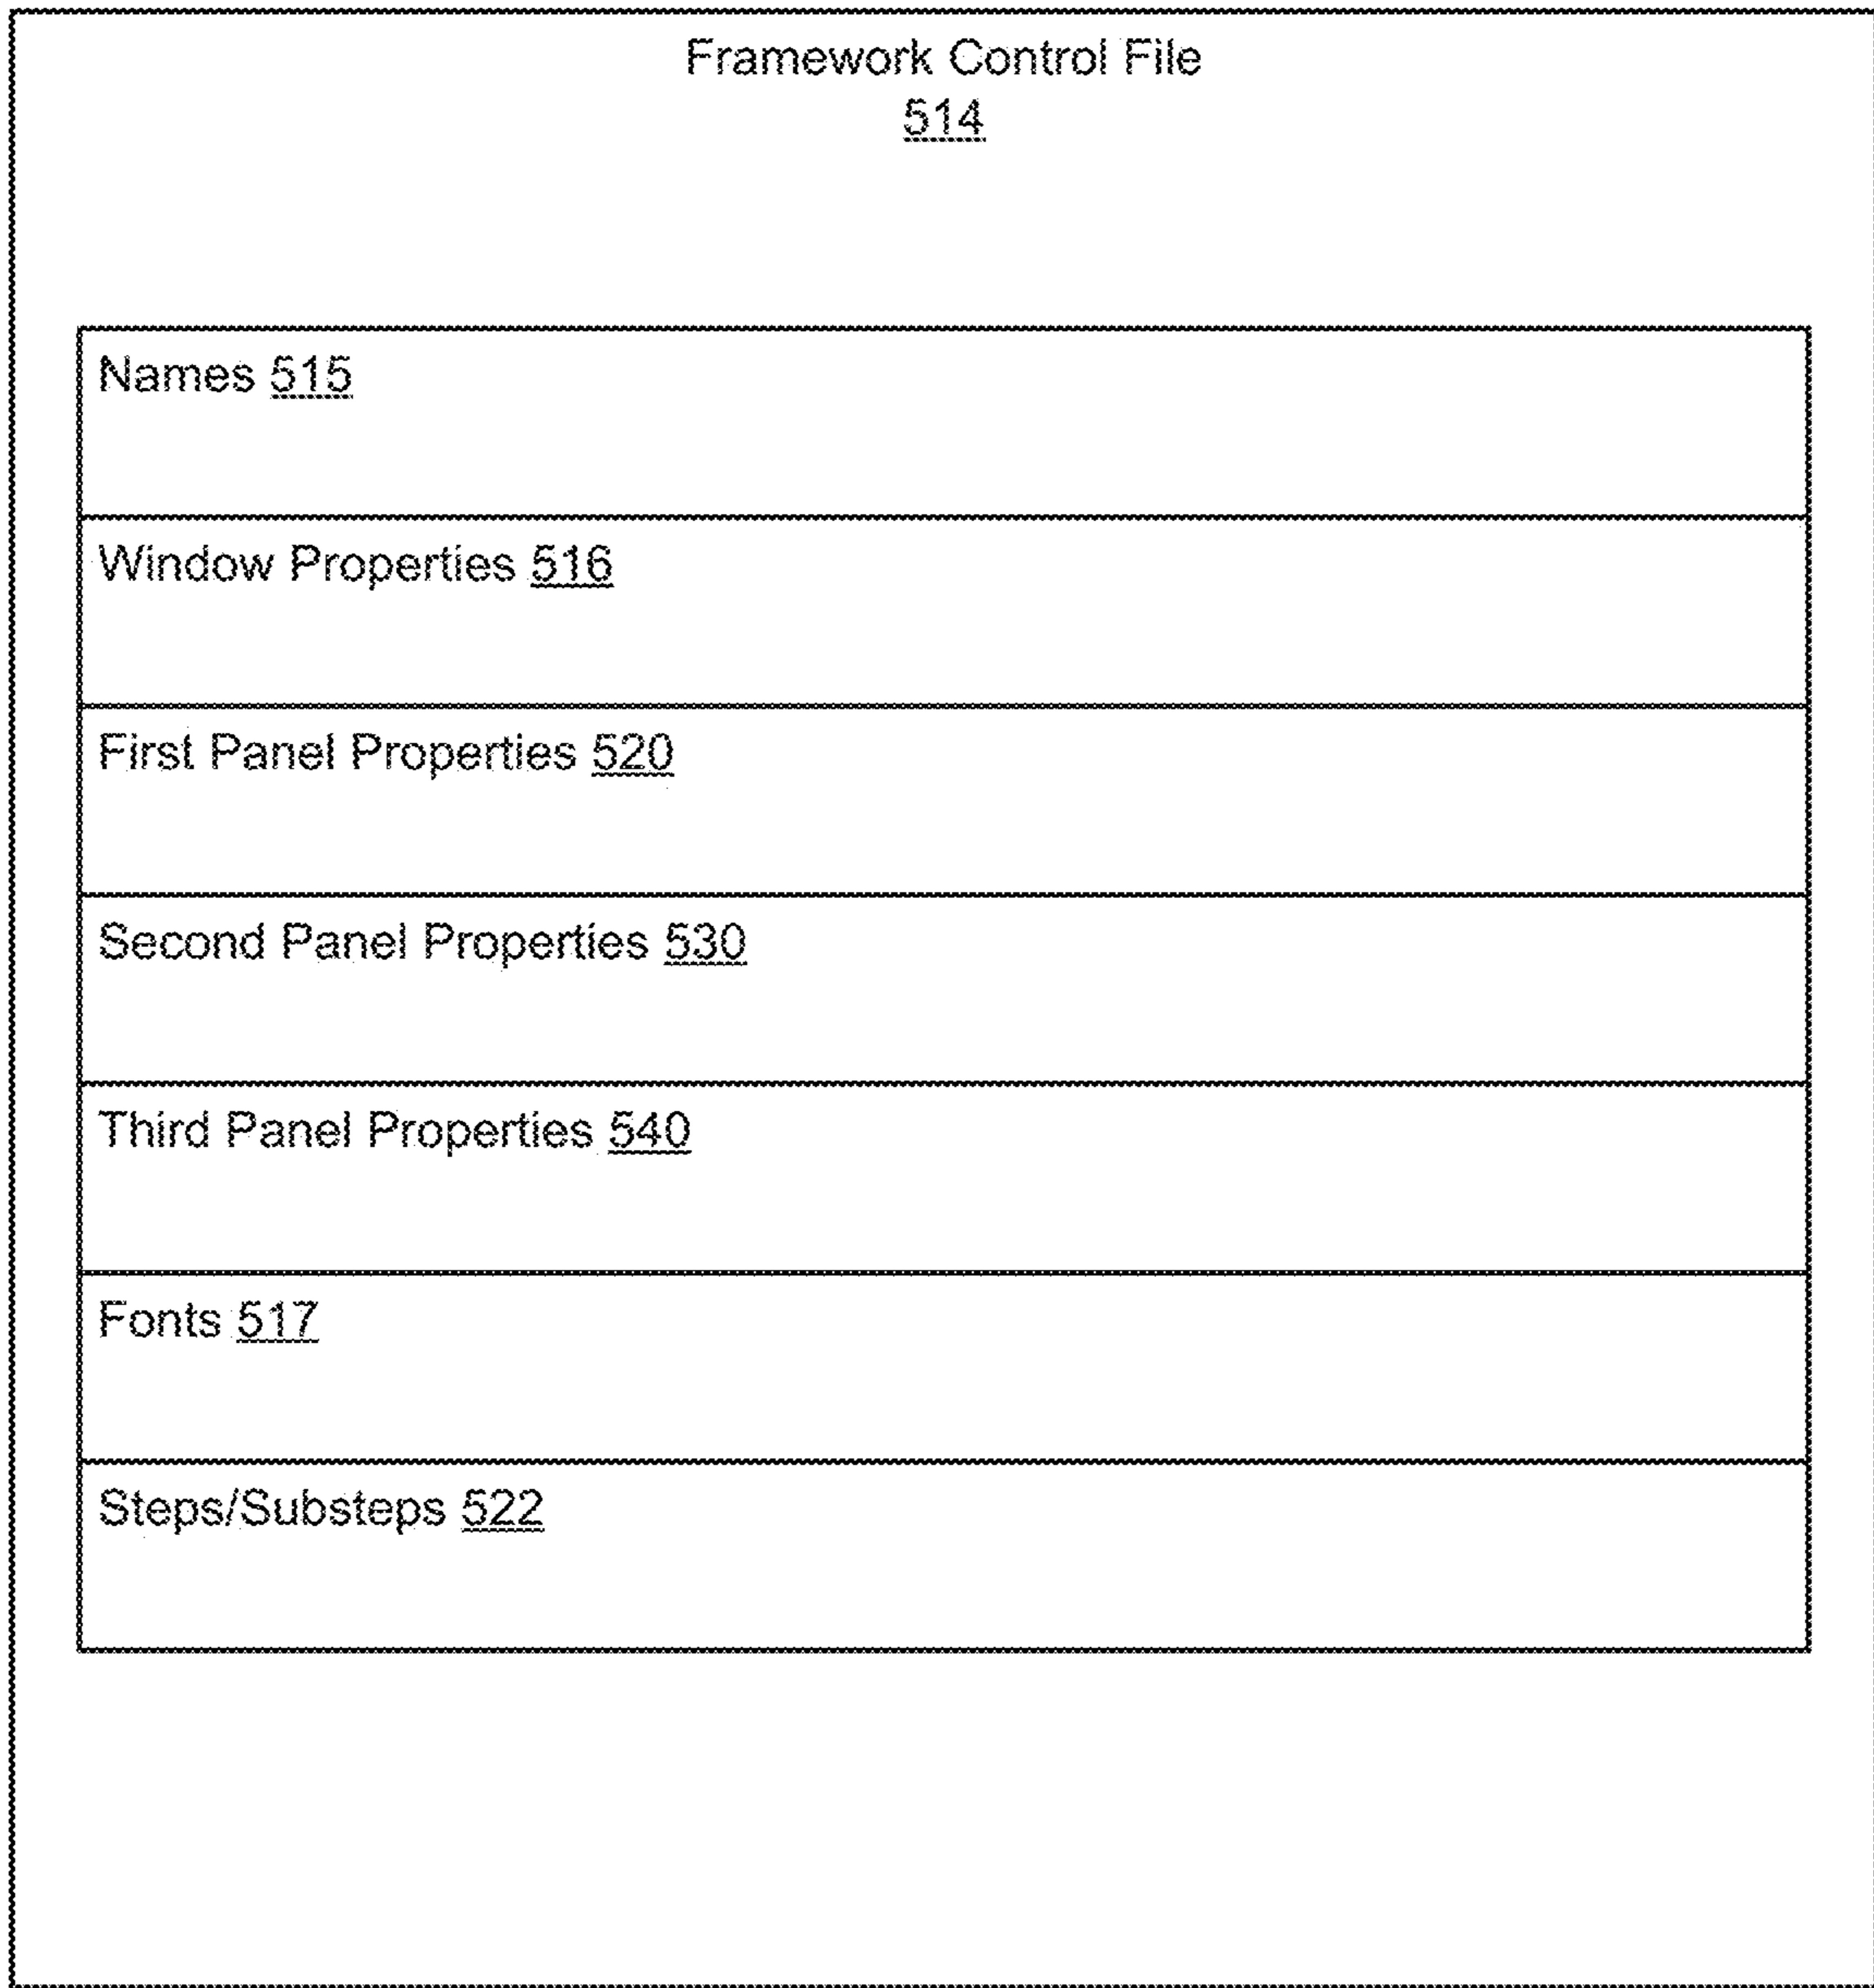 Framework Control File
514
Names 515
Window Properties 516
First Panel Properties 520
Second Panel Properties 530
Third Panel Properties 540
Fonts 517
Steps/Substeps 522